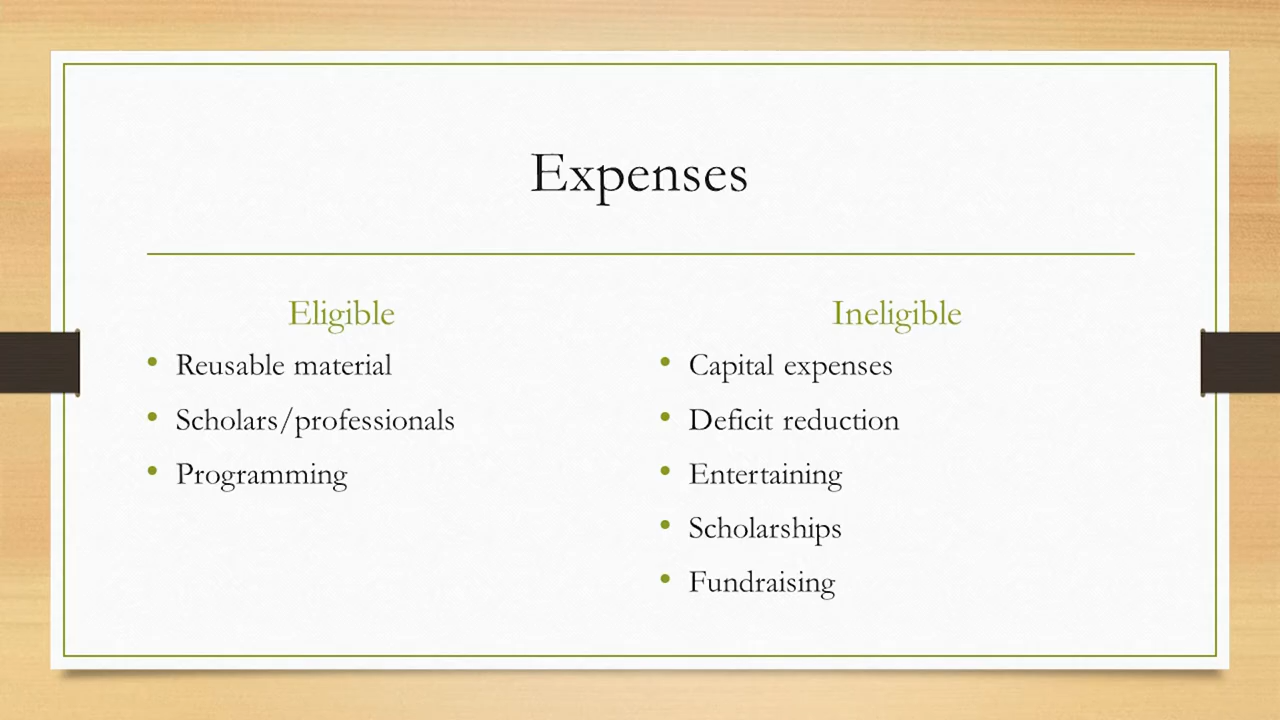 Expenses
Eligible
• Reusable material
• Scholars/professionals
• Programming
Ineligible
• Capital expenses
• Deficit reduction
• Entertaining
• Scholarships
• Fundraising